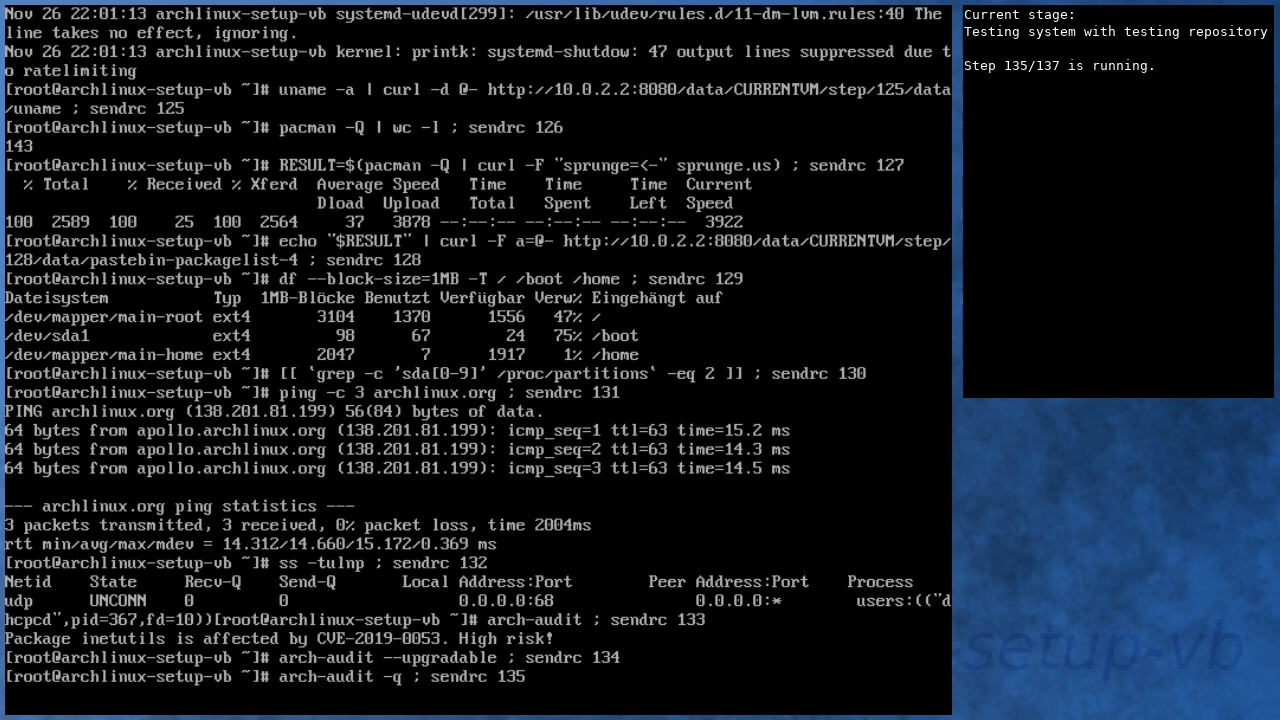 Nov 26 22:01:13 archlinux-setup-vb systemd-udevd[299]: /usr/lib/udev/rules.d/11-dm-lvm.rules:40 The
line takes no effect, ignoring.
Nov 26 22:01:13 archlinux-setup-vb kernel: printk: systemd-shutdow: 47 output lines suppressed due t
o ratelimiting
[root@archlinux-setup-vb ~]# uname -a | curl -d @- http://10.0.2.2:8080/data/CURRENTVM/step/125/data
/uname ; sendrc 125
[root@archlinux-setup-vb ~]# pacman -Q | wc -l ; sendrc 126
143
[root@archlinux-setup-vb ~]# RESULT=$(pacman -Q | curl -F "sprunge=<-" sprunge.us) ; sendrc 127
  % Total    % Received % Xferd  Average Speed   Time    Time     Time  Current
                                 Dload  Upload   Total   Spent    Left  Speed
100  2589  100    25  100  2564     37   3878 --:--:-- --:--:-- --:--:--  3922
[root@archlinux-setup-vb ~]# echo "$RESULT" | curl -F a=@- http://10.0.2.2:8080/data/CURRENTVM/step/
128/data/pastebin-packagelist-4 ; sendrc 128
[root@archlinux-setup-vb ~]# df --block-size=1MB -T / /boot /home ; sendrc 129
Dateisystem           Typ  1MB-Blöcke Benutzt Verfügbar Verw% Eingehängt auf
/dev/mapper/main-root ext4       3104    1370      1556   47% /
/dev/sda1             ext4         98      67        24   75% /boot
/dev/mapper/main-home ext4       2047       7      1917    1% /home
[root@archlinux-setup-vb ~]# [[ `grep -c 'sda[0-9]' /proc/partitions` -eq 2 ]] ; sendrc 130
[root@archlinux-setup-vb ~]# ping -c 3 archlinux.org ; sendrc 131
PING archlinux.org (138.201.81.199) 56(84) bytes of data.
64 bytes from apollo.archlinux.org (138.201.81.199): icmp_seq=1 ttl=63 time=15.2 ms
64 bytes from apollo.archlinux.org (138.201.81.199): icmp_seq=2 ttl=63 time=14.3 ms
64 bytes from apollo.archlinux.org (138.201.81.199): icmp_seq=3 ttl=63 time=14.5 ms

--- archlinux.org ping statistics ---
3 packets transmitted, 3 received, 0% packet loss, time 2004ms
rtt min/avg/max/mdev = 14.312/14.660/15.172/0.369 ms
[root@archlinux-setup-vb ~]# ss -tulnp ; sendrc 132
Netid    State     Recv-Q    Send-Q       Local Address:Port        Peer Address:Port    Process
udp      UNCONN    0         0                  0.0.0.0:68               0.0.0.0:*        users:(("d
hcpcd",pid=367,fd=10))[root@archlinux-setup-vb ~]# arch-audit ; sendrc 133
Package inetutils is affected by CVE-2019-0053. High risk!
[root@archlinux-setup-vb ~]# arch-audit --upgradable ; sendrc 134
[root@archlinux-setup-vb ~]# arch-audit -q ; sendrc 135
Current stage:
Testing system with testing repository
Step 135/137 is running.
-setup-vb